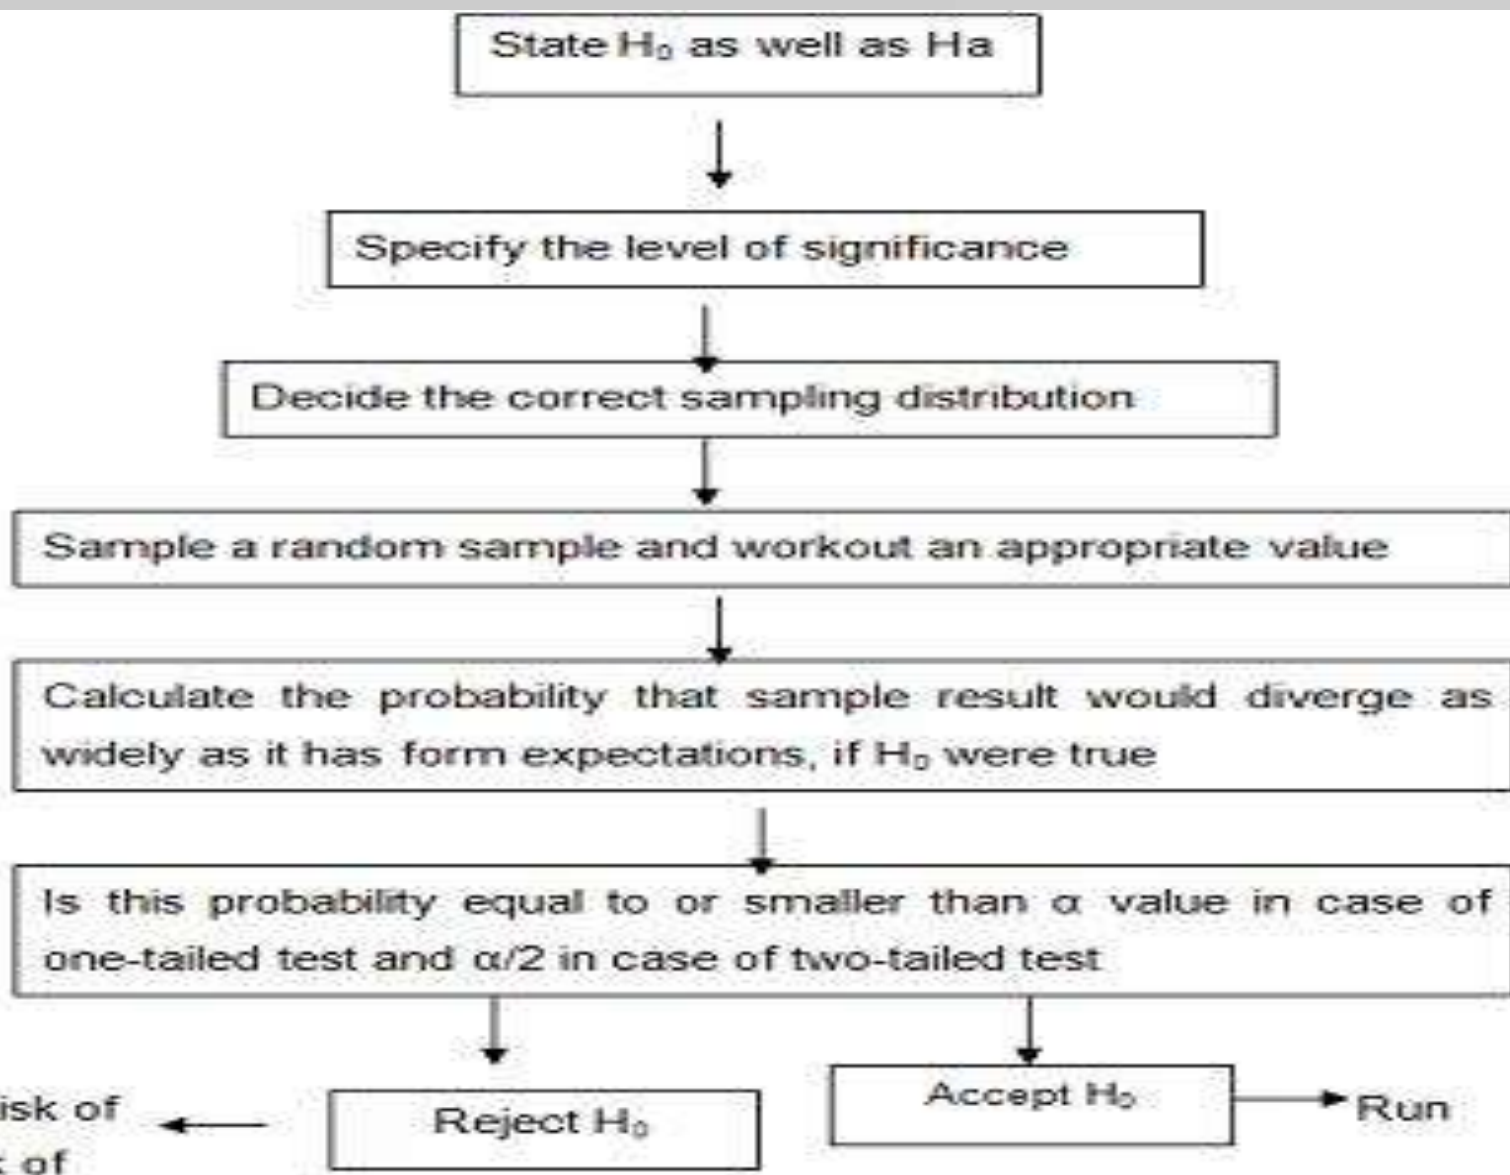 State H₀ as well as Ha
Specify the level of significance
Decide the correct sampling distribution
Sample a random sample and workout an appropriate value
Calculate the probability that sample result would diverge as
widely as it has form expectations, if H₀ were true
Is this probability equal to or smaller than α value in case of
one-tailed test and α/2 in case of two-tailed test
Accept H₀
Run
Reject H₀
of
of